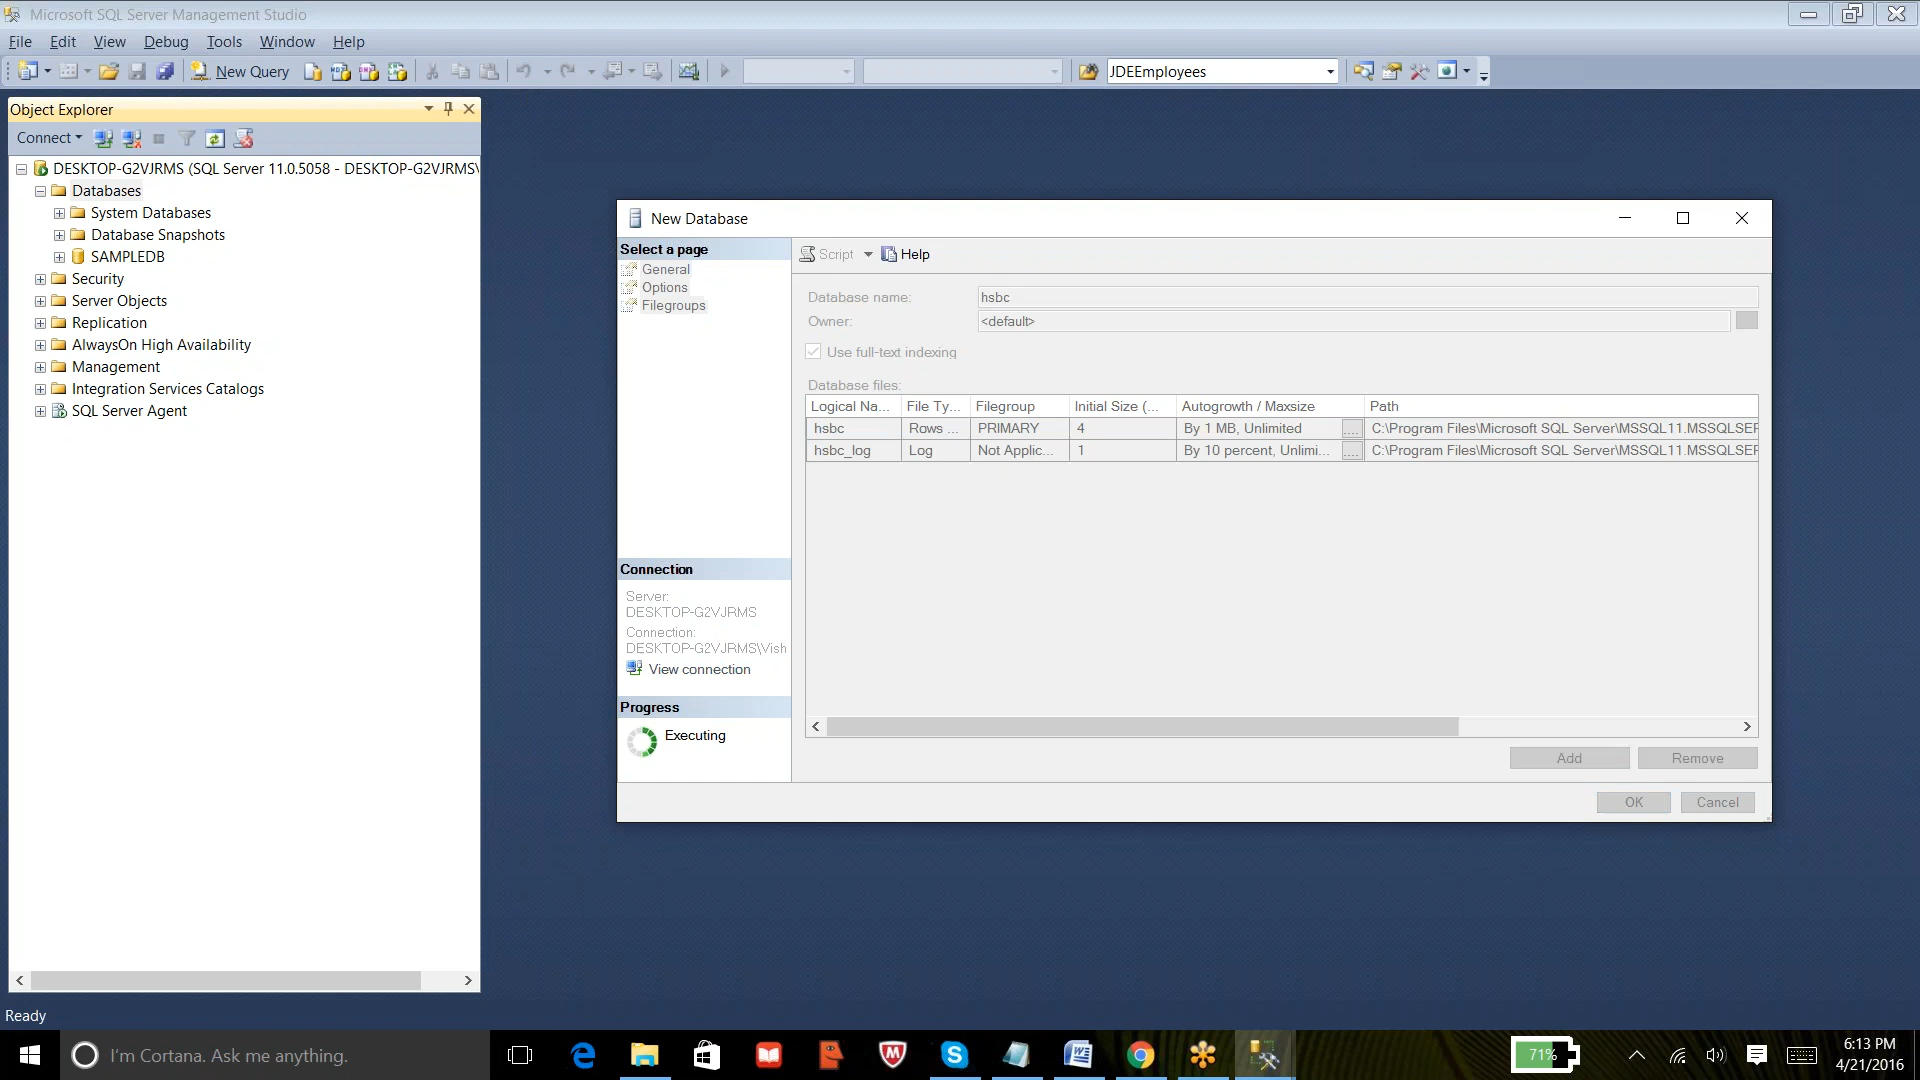 Microsoft SQL Server Management Studio
File Edit View Debug Tools Window Help
New Query
JDEEmployees
Object Explorer
Connect
DESKTOP-G2VJRMS (SQL Server 11.0.5058 - DESKTOP-G2VJRMS\
Databases
System Databases
Database Snapshots
SAMPLEDB
Security
Server Objects
Replication
AlwaysOn High Availability
Management
Integration Services Catalogs
SQL Server Agent
New Database
Select a page
General
Options
Filegroups
Script Help
Database name: hsbc
Owner: <default>
Use full-text indexing
Database files:
Logical Na... File Ty... Filegroup Initial Size (... Autogrowth / Maxsize Path
hsbc Rows ... PRIMARY 4 By 1 MB, Unlimited .... C:\Program Files\Microsoft SQL Server\MSSQL11.MSSQLSER
hsbc_log Log Not Applic... 1 By 10 percent, Unlimi... .... C:\Program Files\Microsoft SQL Server\MSSQL11.MSSQLSER
Connection
Server:
DESKTOP-G2VJRMS
Connection:
DESKTOP-G2VJRMS\Vish
View connection
Progress
Executing
Add Remove
OK Cancel
Ready
I'm Cortana. Ask me anything.
71%
6:13 PM
4/21/2016